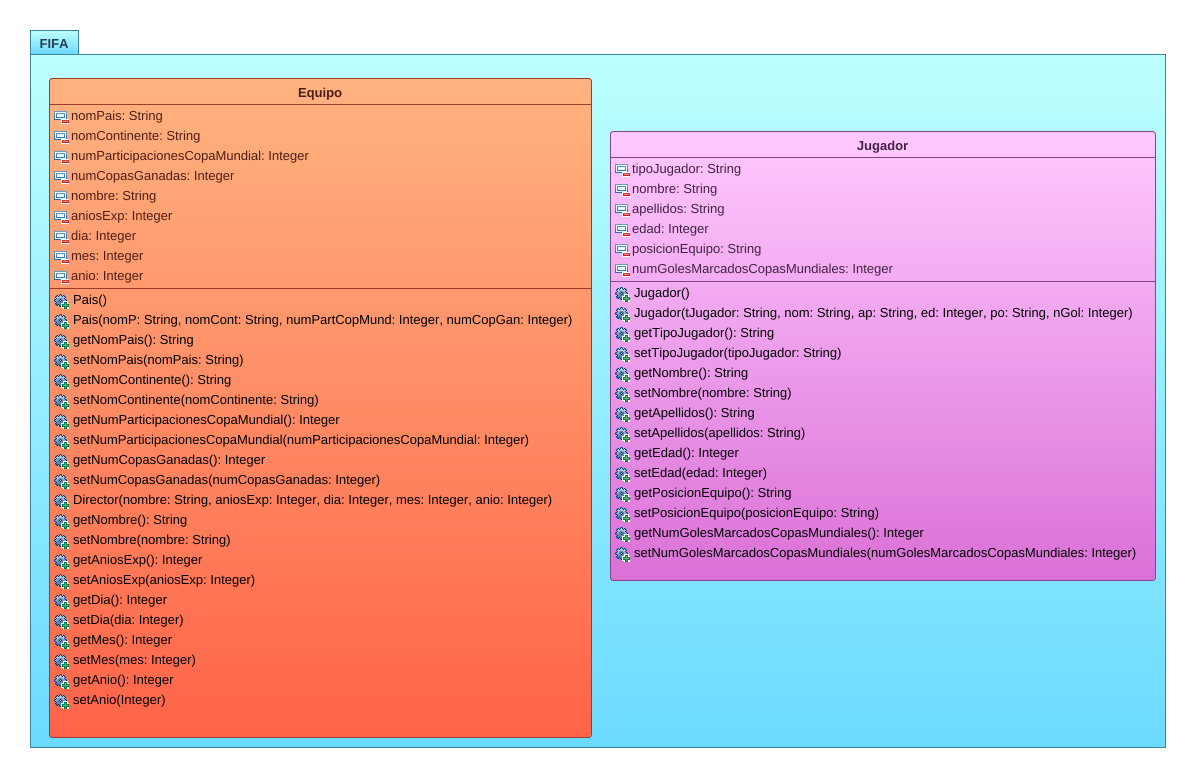 FIFA
Equipo
nomPais: String
nomContinente: String
numParticipacionesCopaMundial: Integer
numCopasGanadas: Integer
nombre: String
aniosExp: Integer
dia: Integer
mes: Integer
anio: Integer
Pais()
Pais(nomP: String, nomCont: String, numPartCopMund: Integer, numCopGan: Integer)
getNomPais(): String
setNomPais(nomPais: String)
getNomContinente(): String
setNomContinente(nomContinente: String)
getNumParticipacionesCopaMundial(): Integer
setNumParticipacionesCopaMundial(numParticipacionesCopaMundial: Integer)
getNumCopasGanadas(): Integer
setNumCopasGanadas(numCopasGanadas: Integer)
Director(nombre: String, aniosExp: Integer, dia: Integer, mes: Integer, anio: Integer)
getNombre(): String
setNombre(nombre: String)
getAniosExp(): Integer
setAniosExp(aniosExp: Integer)
getDia(): Integer
setDia(dia: Integer)
getMes(): Integer
setMes(mes: Integer)
getAnio(): Integer
setAnio(Integer)
Jugador
tipoJugador: String
nombre: String
apellidos: String
edad: Integer
posicionEquipo: String
numGolesMarcadosCopasMundiales: Integer
Jugador()
Jugador(tJugador: String, nom: String, ap: String, ed: Integer, po: String, nGol: Integer)
getTipoJugador(): String
setTipoJugador(tipoJugador: String)
getNombre(): String
setNombre(nombre: String)
getApellidos(): String
setApellidos(apellidos: String)
getEdad(): Integer
setEdad(edad: Integer)
getPosicionEquipo(): String
setPosicionEquipo(posicionEquipo: String)
getNumGolesMarcadosCopasMundiales(): Integer
setNumGolesMarcadosCopasMundiales(numGolesMarcadosCopasMundiales: Integer)